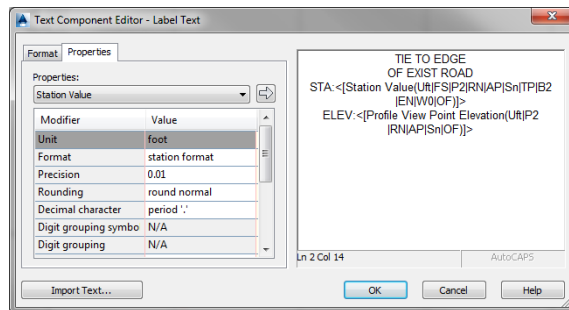 Text Component Editor - Label Text
Format Properties
Properties:
Station Value
Modifier Value
Unit foot
Format station format
Precision 0.01
Rounding round normal
Decimal character period '.'
Digit grouping symbo N/A
Digit grouping N/A
TIE TO EDGE
OF EXIST ROAD
STA:<[Station Value(Uft|FS|P2|RN|AP|Sn|TP|B2
|EN|W0|OF)]>
ELEV:<[Profile View Point Elevation(Uft|P2
|RN|AP|Sn|OF)]>
Ln 2 Col 14 AutoCAPS
Import Text... OK Cancel Help